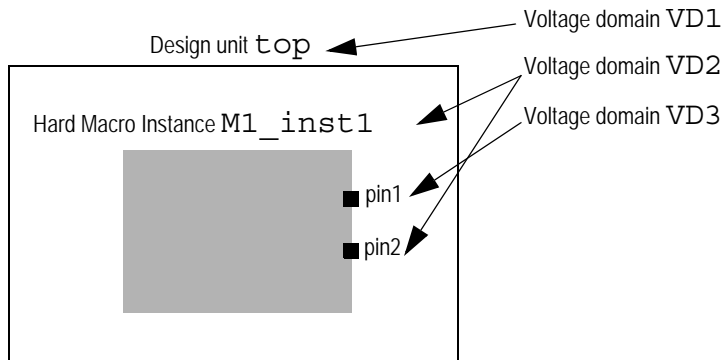 Voltage domain VD1
Design unit top
Voltage domain VD2
Hard Macro Instance M1_inst1
Voltage domain VD3
pin1
pin2